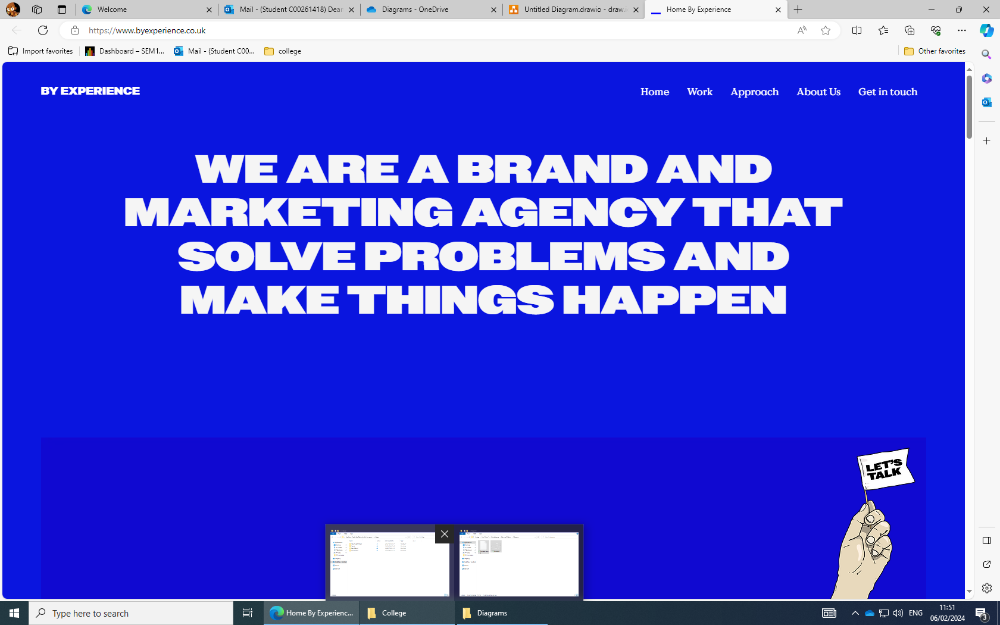 Welcome
Mail - (Student C00261418) Dear
Diagrams - OneDrive
Untitled Diagram.drawio - draw.i
Home By Experience
https://www.byexperience.co.uk
Import favorites
Dashboard – SEM1...
Mail - (Student C00...
college
Other favorites
BY EXPERIENCE
Home
Work
Approach
About Us
Get in touch
WE ARE A BRAND AND
MARKETING AGENCY THAT
SOLVE PROBLEMS AND
MAKE THINGS HAPPEN
LET'S
TALK
Type here to search
Home By Experienc...
College
Diagrams
ENG
11:51
06/02/2024
3